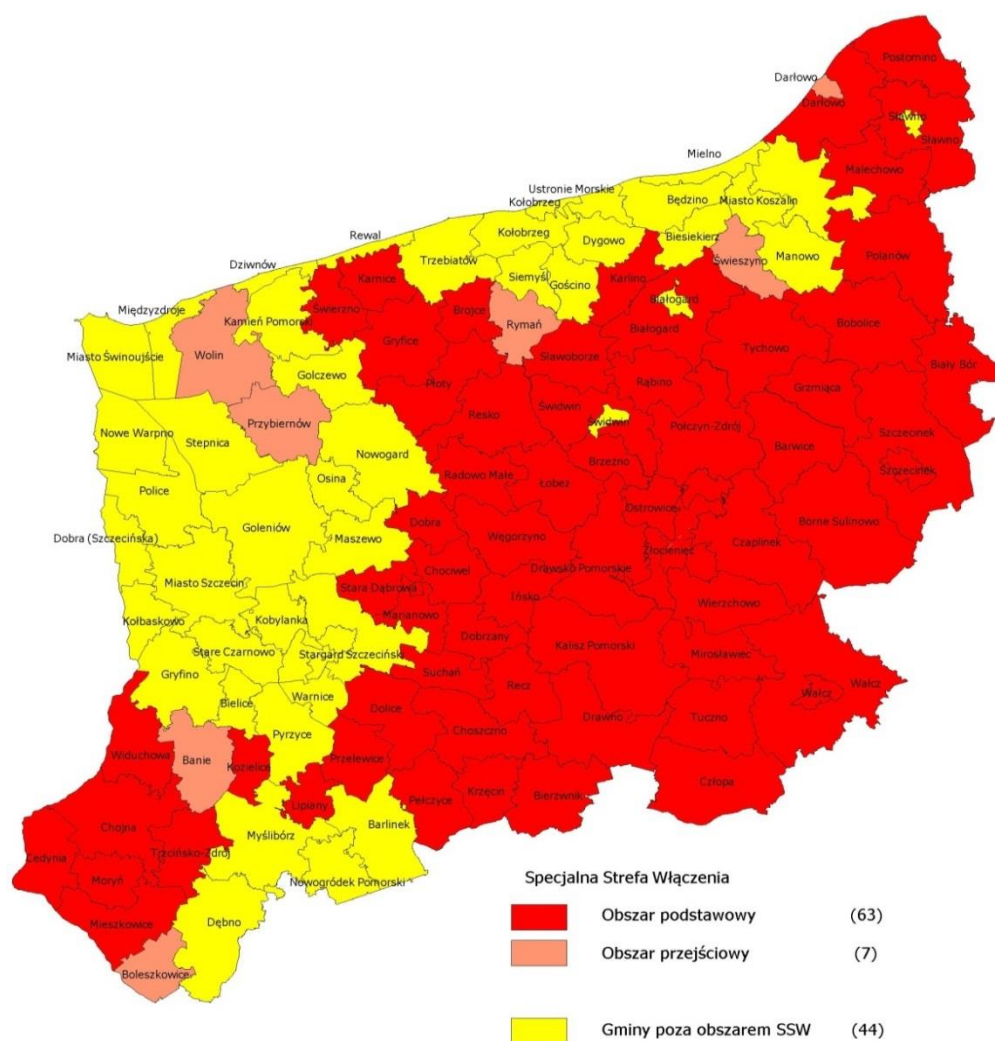 Postomino
Darłowo
Darłowo
Sławno
Sławno
Malechowo
Mielno
Ustronie Morskie
Kołobrzeg
Będzino
Miasto Koszalin
Rewal
Kołobrzeg
Dygowo
Biesiekierz
Manowo
Polanów
Dziwnów
Trzebiatów
Siemyśl
Gościno
Świeszyno
Karnice
Karlino
Międzyzdroje
Świerzno
Brojce
Białogard
Kamień Pomorski
Rymań
Białogard
Bobolice
Miasto Świnoujście
Wolin
Gryfice
Sławoborze
Tychowo
Biały Bór
Golczewo
Płoty
Rąbino
Grzmiąca
Świdwin
Resko
Świdwin
Połczyn-Zdrój
Szczecinek
Przybiernów
Nowe Warpno
Stepnica
Nowogard
Barwice
Brzeżno
Szczecinek
Radowo Małe
Łobez
Police
Osina
Ostrowice
Goleniów
Dobra
Borne Sulinowo
Dobra (Szczecińska)
Maszewo
Węgorzyno
Złocieniec
Czaplinek
Chociwel
Drawsko Pomorskie
Miasto Szczecin
Stara Dąbrowa
Ińsko
Wierzchowo
Marianowo
Kołbaskowo
Kobylanka
Dobrzany
Kalisz Pomorski
Mirosławiec
Stare Czarnowo
Stargard Szczeciński
Gryfino
Suchań
Recz
Wałcz
Wałcz
Warnice
Bielice
Dolice
Drawno
Tuczno
Pyrzyce
Choszczno
Widuchowa
Banie
Kozielice
Przelewice
Człopa
Lipiany
Pełczyce
Krzęcin
Bierzwnik
Chojna
Myślibórz
Barlinek
Cedynia
Trzcińsko-Zdrój
Moryń
Nowogródek Pomorski
Mieszkowice
Dębno
Boleszkowice
Specjalna Strefa Włączenia
Obszar podstawowy (63)
Obszar przejściowy (7)
Gminy poza obszarem SSW (44)